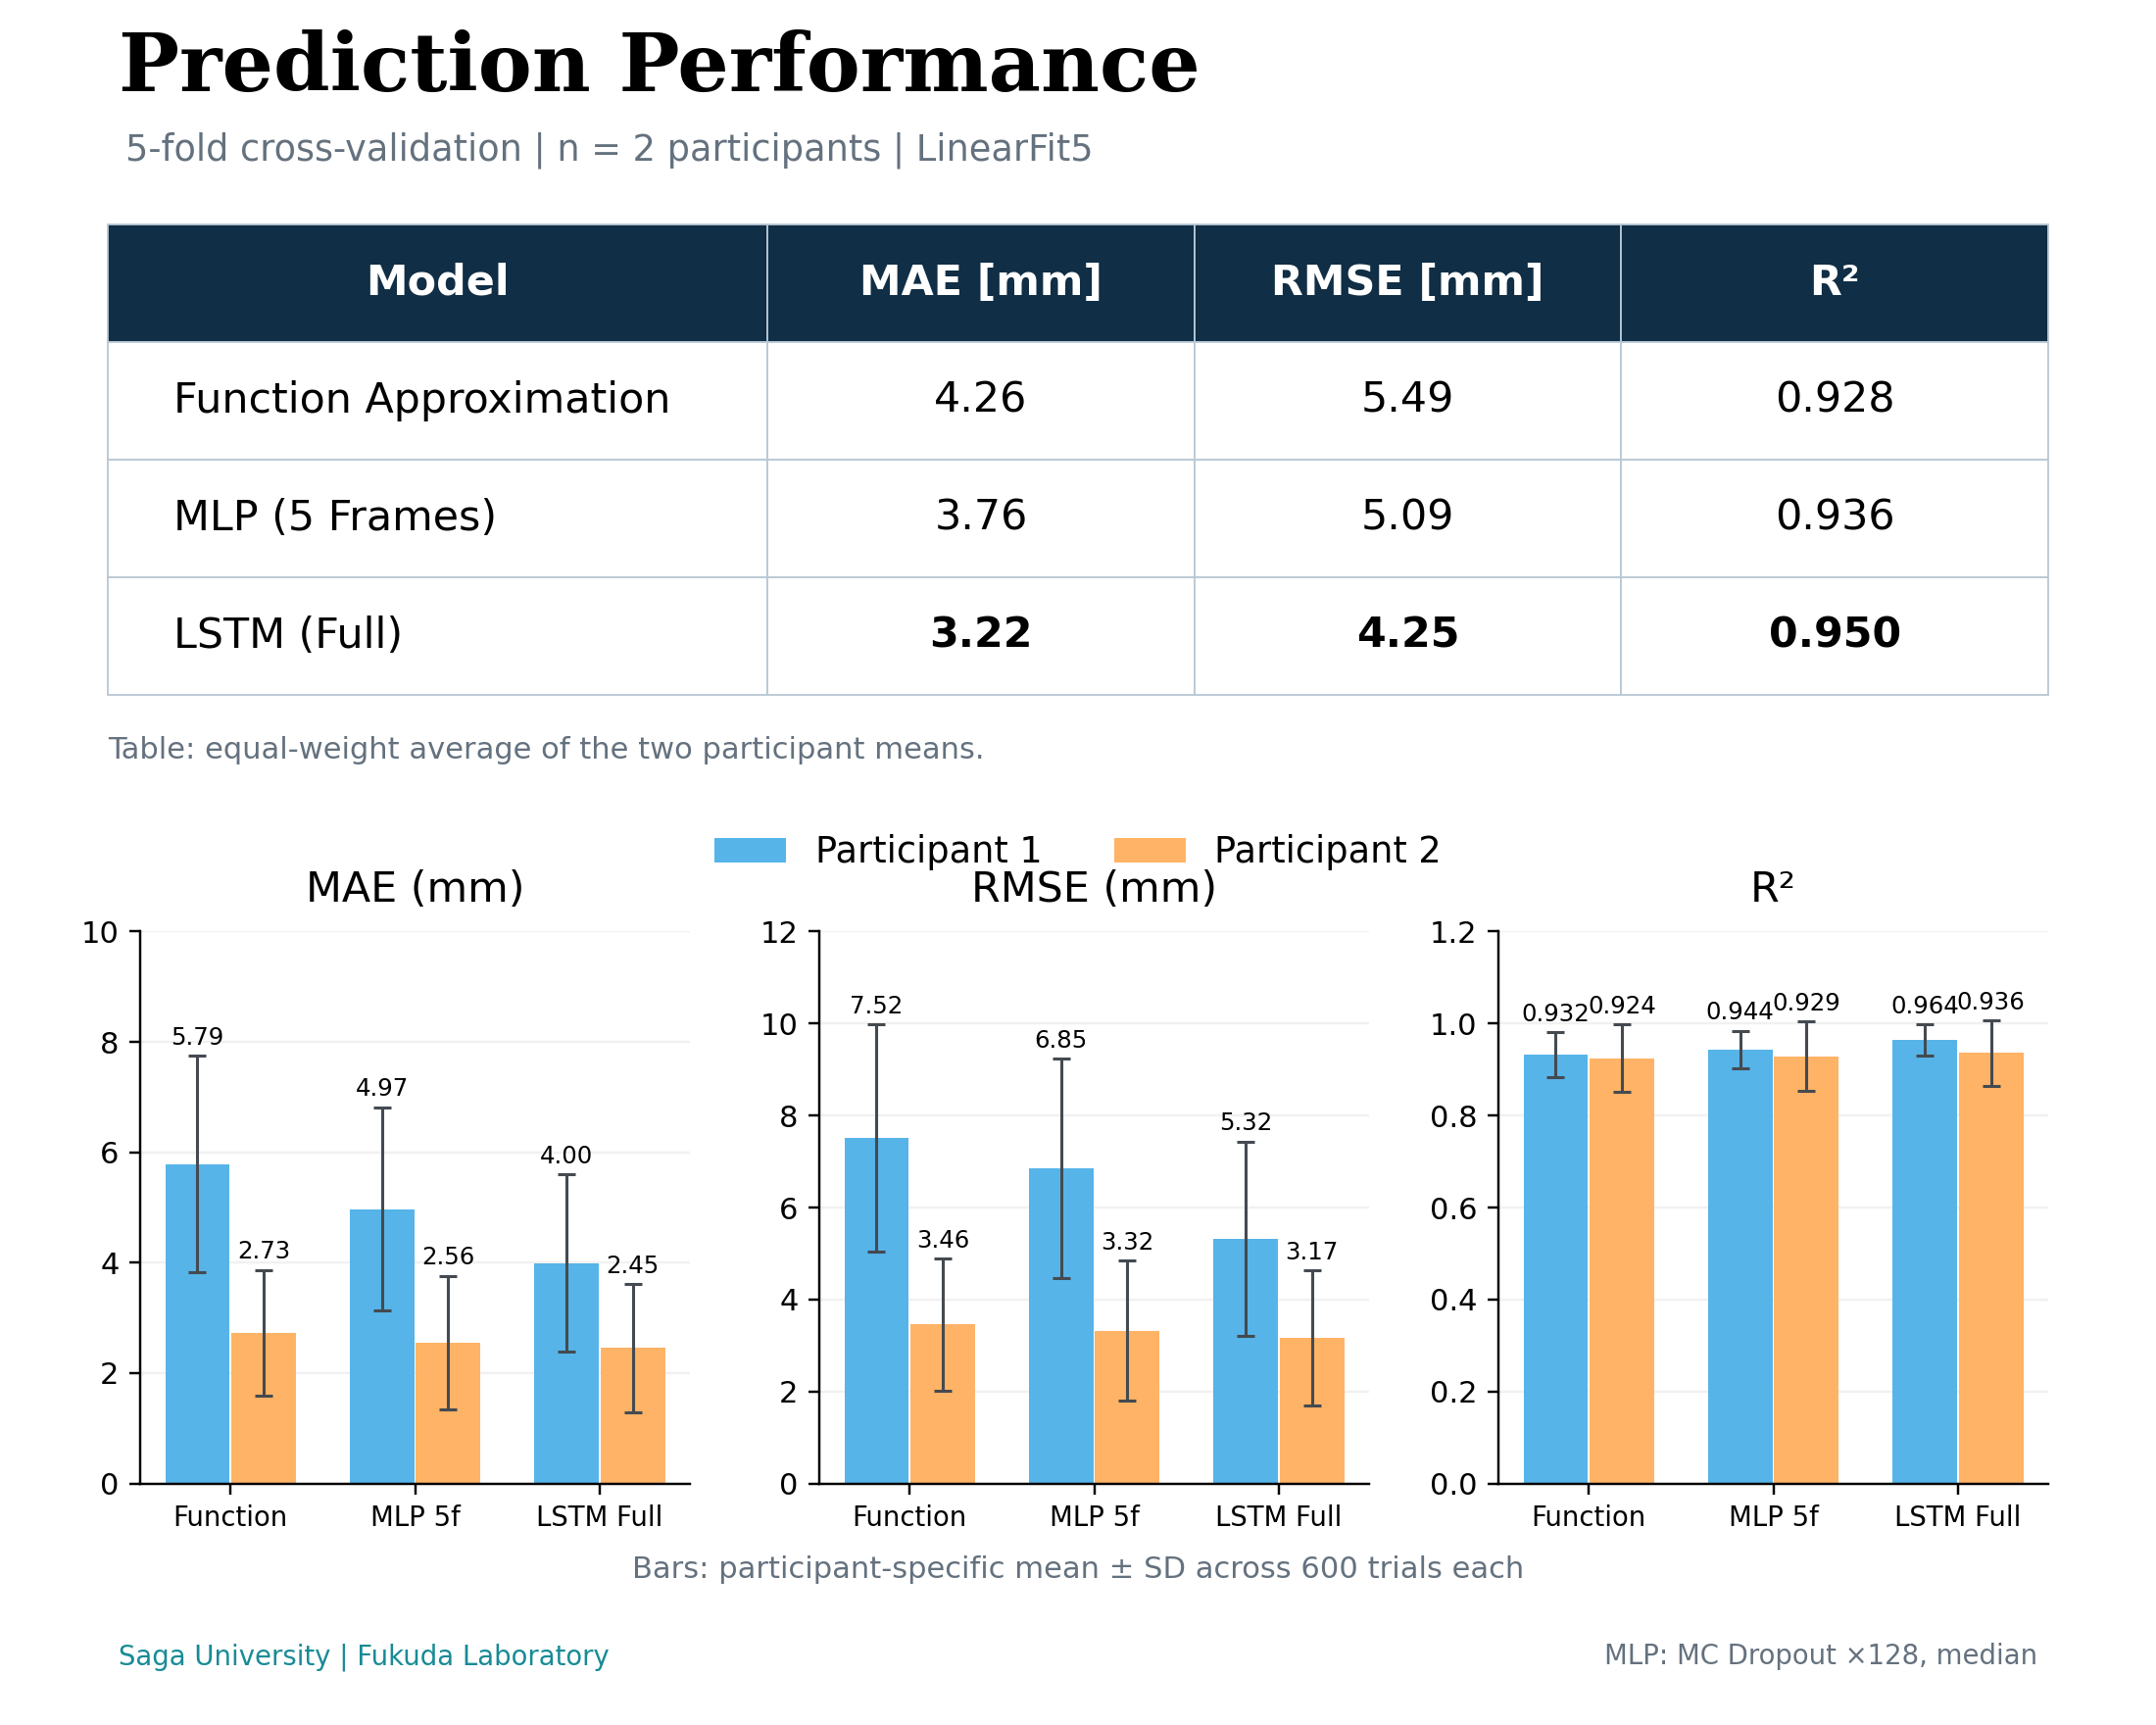 Prediction Performance
5-fold cross-validation | n = 2 participants | LinearFit5
Model MAE [mm] RMSE [mm] R²
Function Approximation 4.26 5.49 0.928
MLP (5 Frames) 3.76 5.09 0.936
LSTM (Full) 3.22 4.25 0.950
Table: equal-weight average of the two participant means.
Participant 1 Participant 2
MAE (mm)
10
8
6
4
2
0
5.79
2.73
4.97
2.56
4.00
2.45
Function MLP 5f LSTM Full
RMSE (mm)
12
10
8
6
4
2
0
7.52
3.46
6.85
3.32
5.32
3.17
Function MLP 5f LSTM Full
R²
1.2
1.0
0.8
0.6
0.4
0.2
0.0
0.932
0.924
0.944
0.929
0.964
0.936
Function MLP 5f LSTM Full
Bars: participant-specific mean ± SD across 600 trials each
Saga University | Fukuda Laboratory
MLP: MC Dropout ×128, median